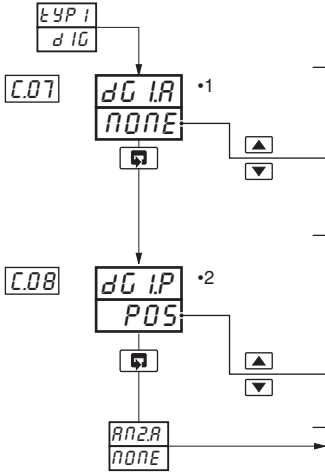 tYP1
dIG
C.07
dG1.A
•1
NONE
C.08
dG1.P
•2
POS
AN2.A
NONE